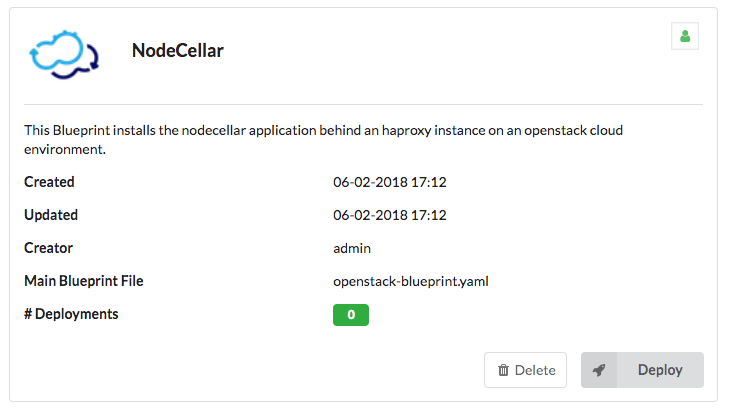 NodeCellar
This Blueprint installs the nodecellar application behind an haproxy instance on an openstack cloud
environment.
Created 06-02-2018 17:12
Updated 06-02-2018 17:12
Creator admin
Main Blueprint File openstack-blueprint.yaml
# Deployments 0
Delete Deploy